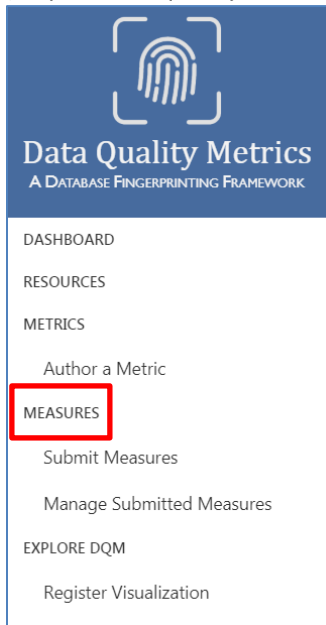 Data Quality Metrics
A DATABASE FINGERPRINTING FRAMEWORK
DASHBOARD
RESOURCES
METRICS
Author a Metric
MEASURES
Submit Measures
Manage Submitted Measures
EXPLORE DQM
Register Visualization